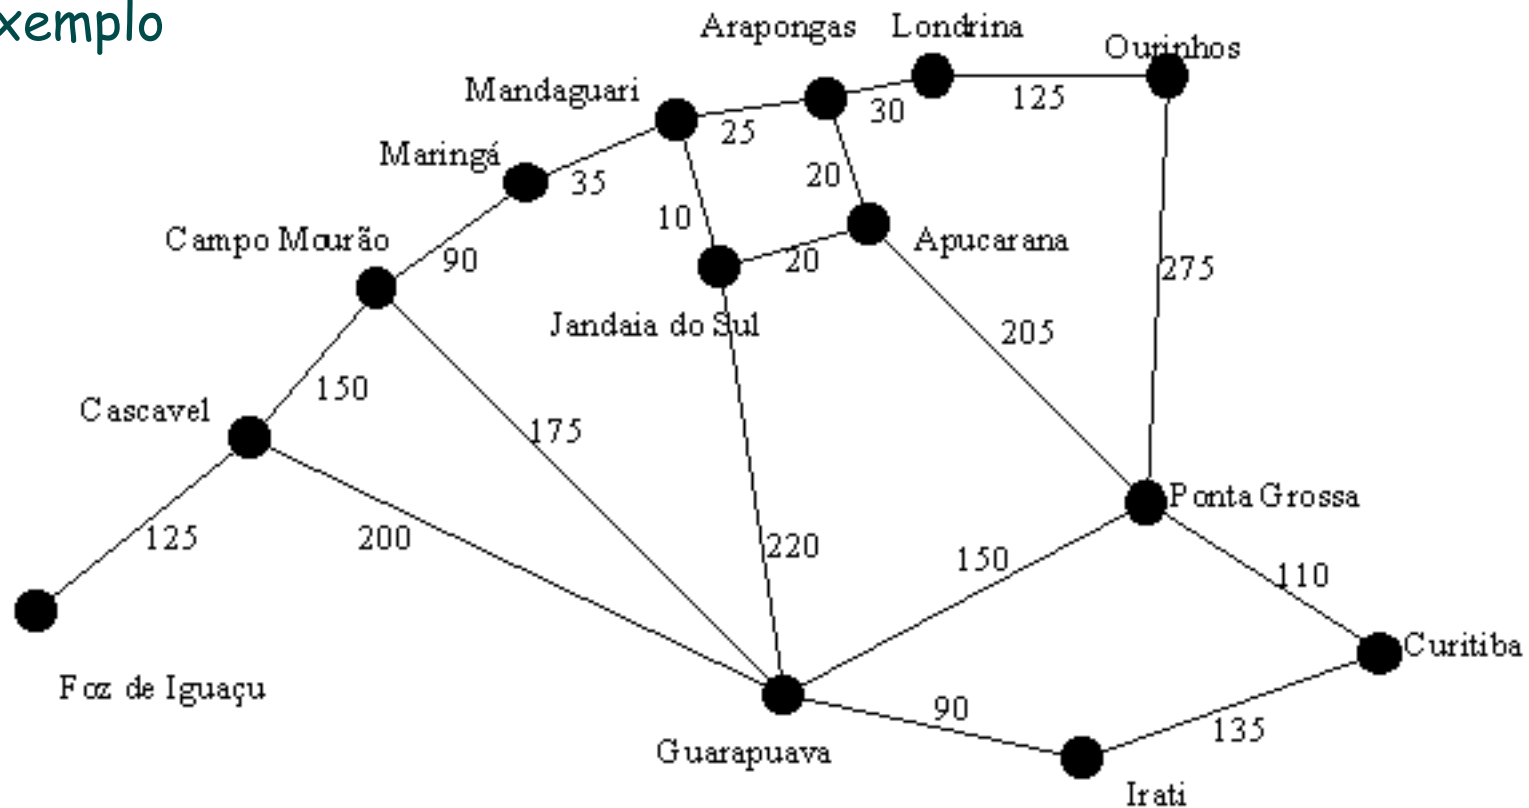 xemplo
Arapongas
Londrina
Ourinhos
Mandaguari
125
30
25
Maringá
35
20
10
Campo Mourão
Apucarana
90
20
275
Jandaia do Sul
205
150
Cascavel
175
Ponta Grossa
125
200
220
150
110
Curitiba
Foz de Iguaçu
90
135
Guarapuava
Irati